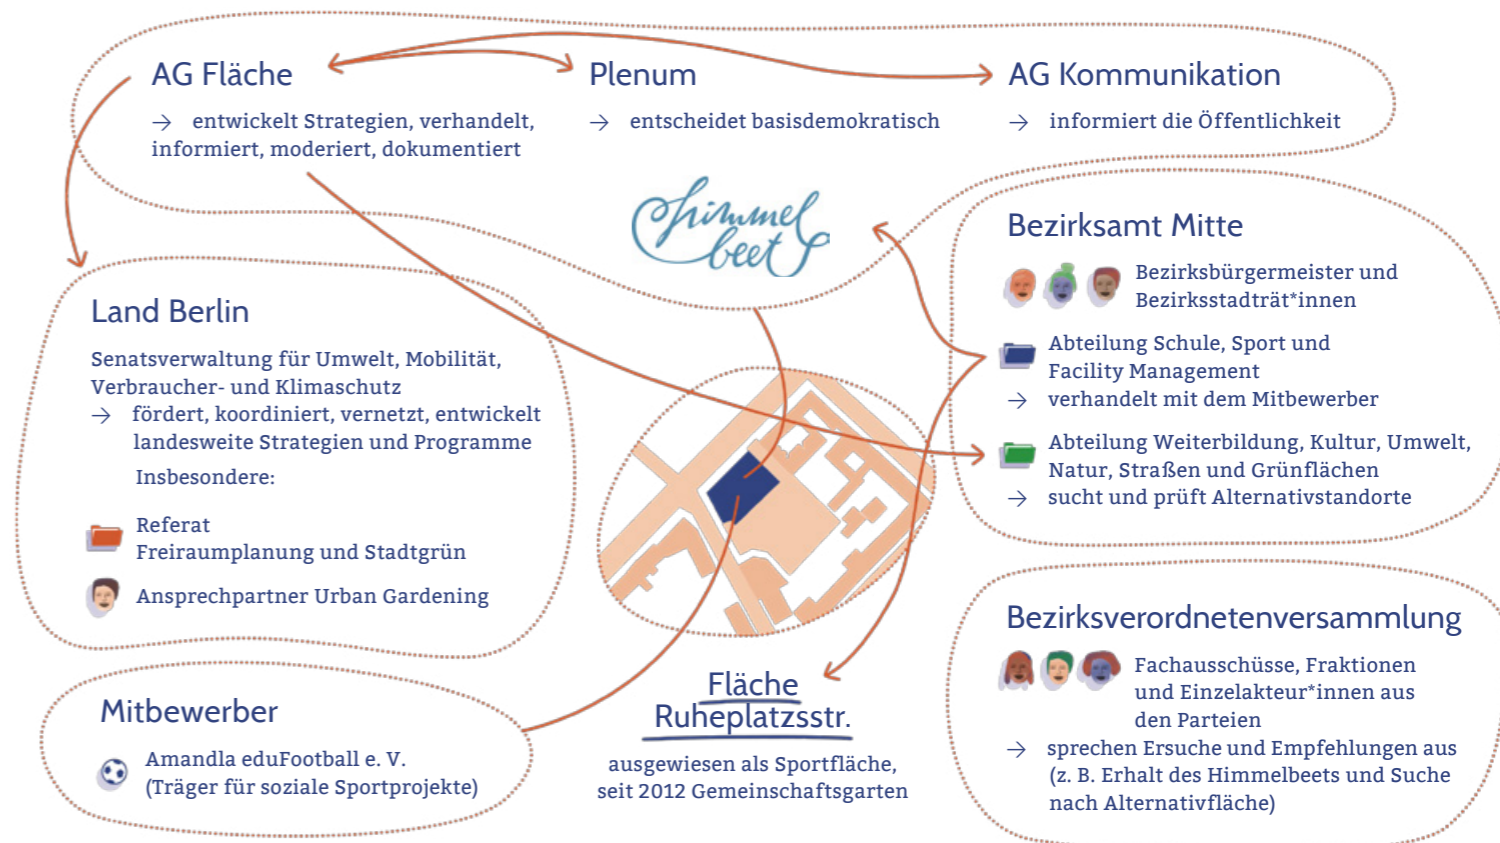 AG Fläche
→ entwickelt Strategien, verhandelt,
informiert, moderiert, dokumentiert
Plenum
→ entscheidet basisdemokratisch
AG Kommunikation
→ informiert die Öffentlichkeit
himmel
beet
Bezirksamt Mitte
Bezirksbürgermeister und
Bezirksstadträt*innen
Abteilung Schule, Sport und
Facility Management
→ verhandelt mit dem Mitbewerber
Abteilung Weiterbildung, Kultur, Umwelt,
Natur, Straßen und Grünflächen
→ sucht und prüft Alternativstandorte
Land Berlin
Senatsverwaltung für Umwelt, Mobilität,
Verbraucher- und Klimaschutz
→ fördert, koordiniert, vernetzt, entwickelt
landesweite Strategien und Programme
Insbesondere:
Referat
Freiraumplanung und Stadtgrün
Ansprechpartner Urban Gardening
Mitbewerber
Amandla eduFootball e. V.
(Träger für soziale Sportprojekte)
Fläche
Ruheplatzsstr.
ausgewiesen als Sportfläche,
seit 2012 Gemeinschaftsgarten
Bezirksverordnetenversammlung
Fachausschüsse, Fraktionen
und Einzelakteur*innen aus
den Parteien
→ sprechen Ersuche und Empfehlungen aus
(z. B. Erhalt des Himmelbeets und Suche
nach Alternativfläche)